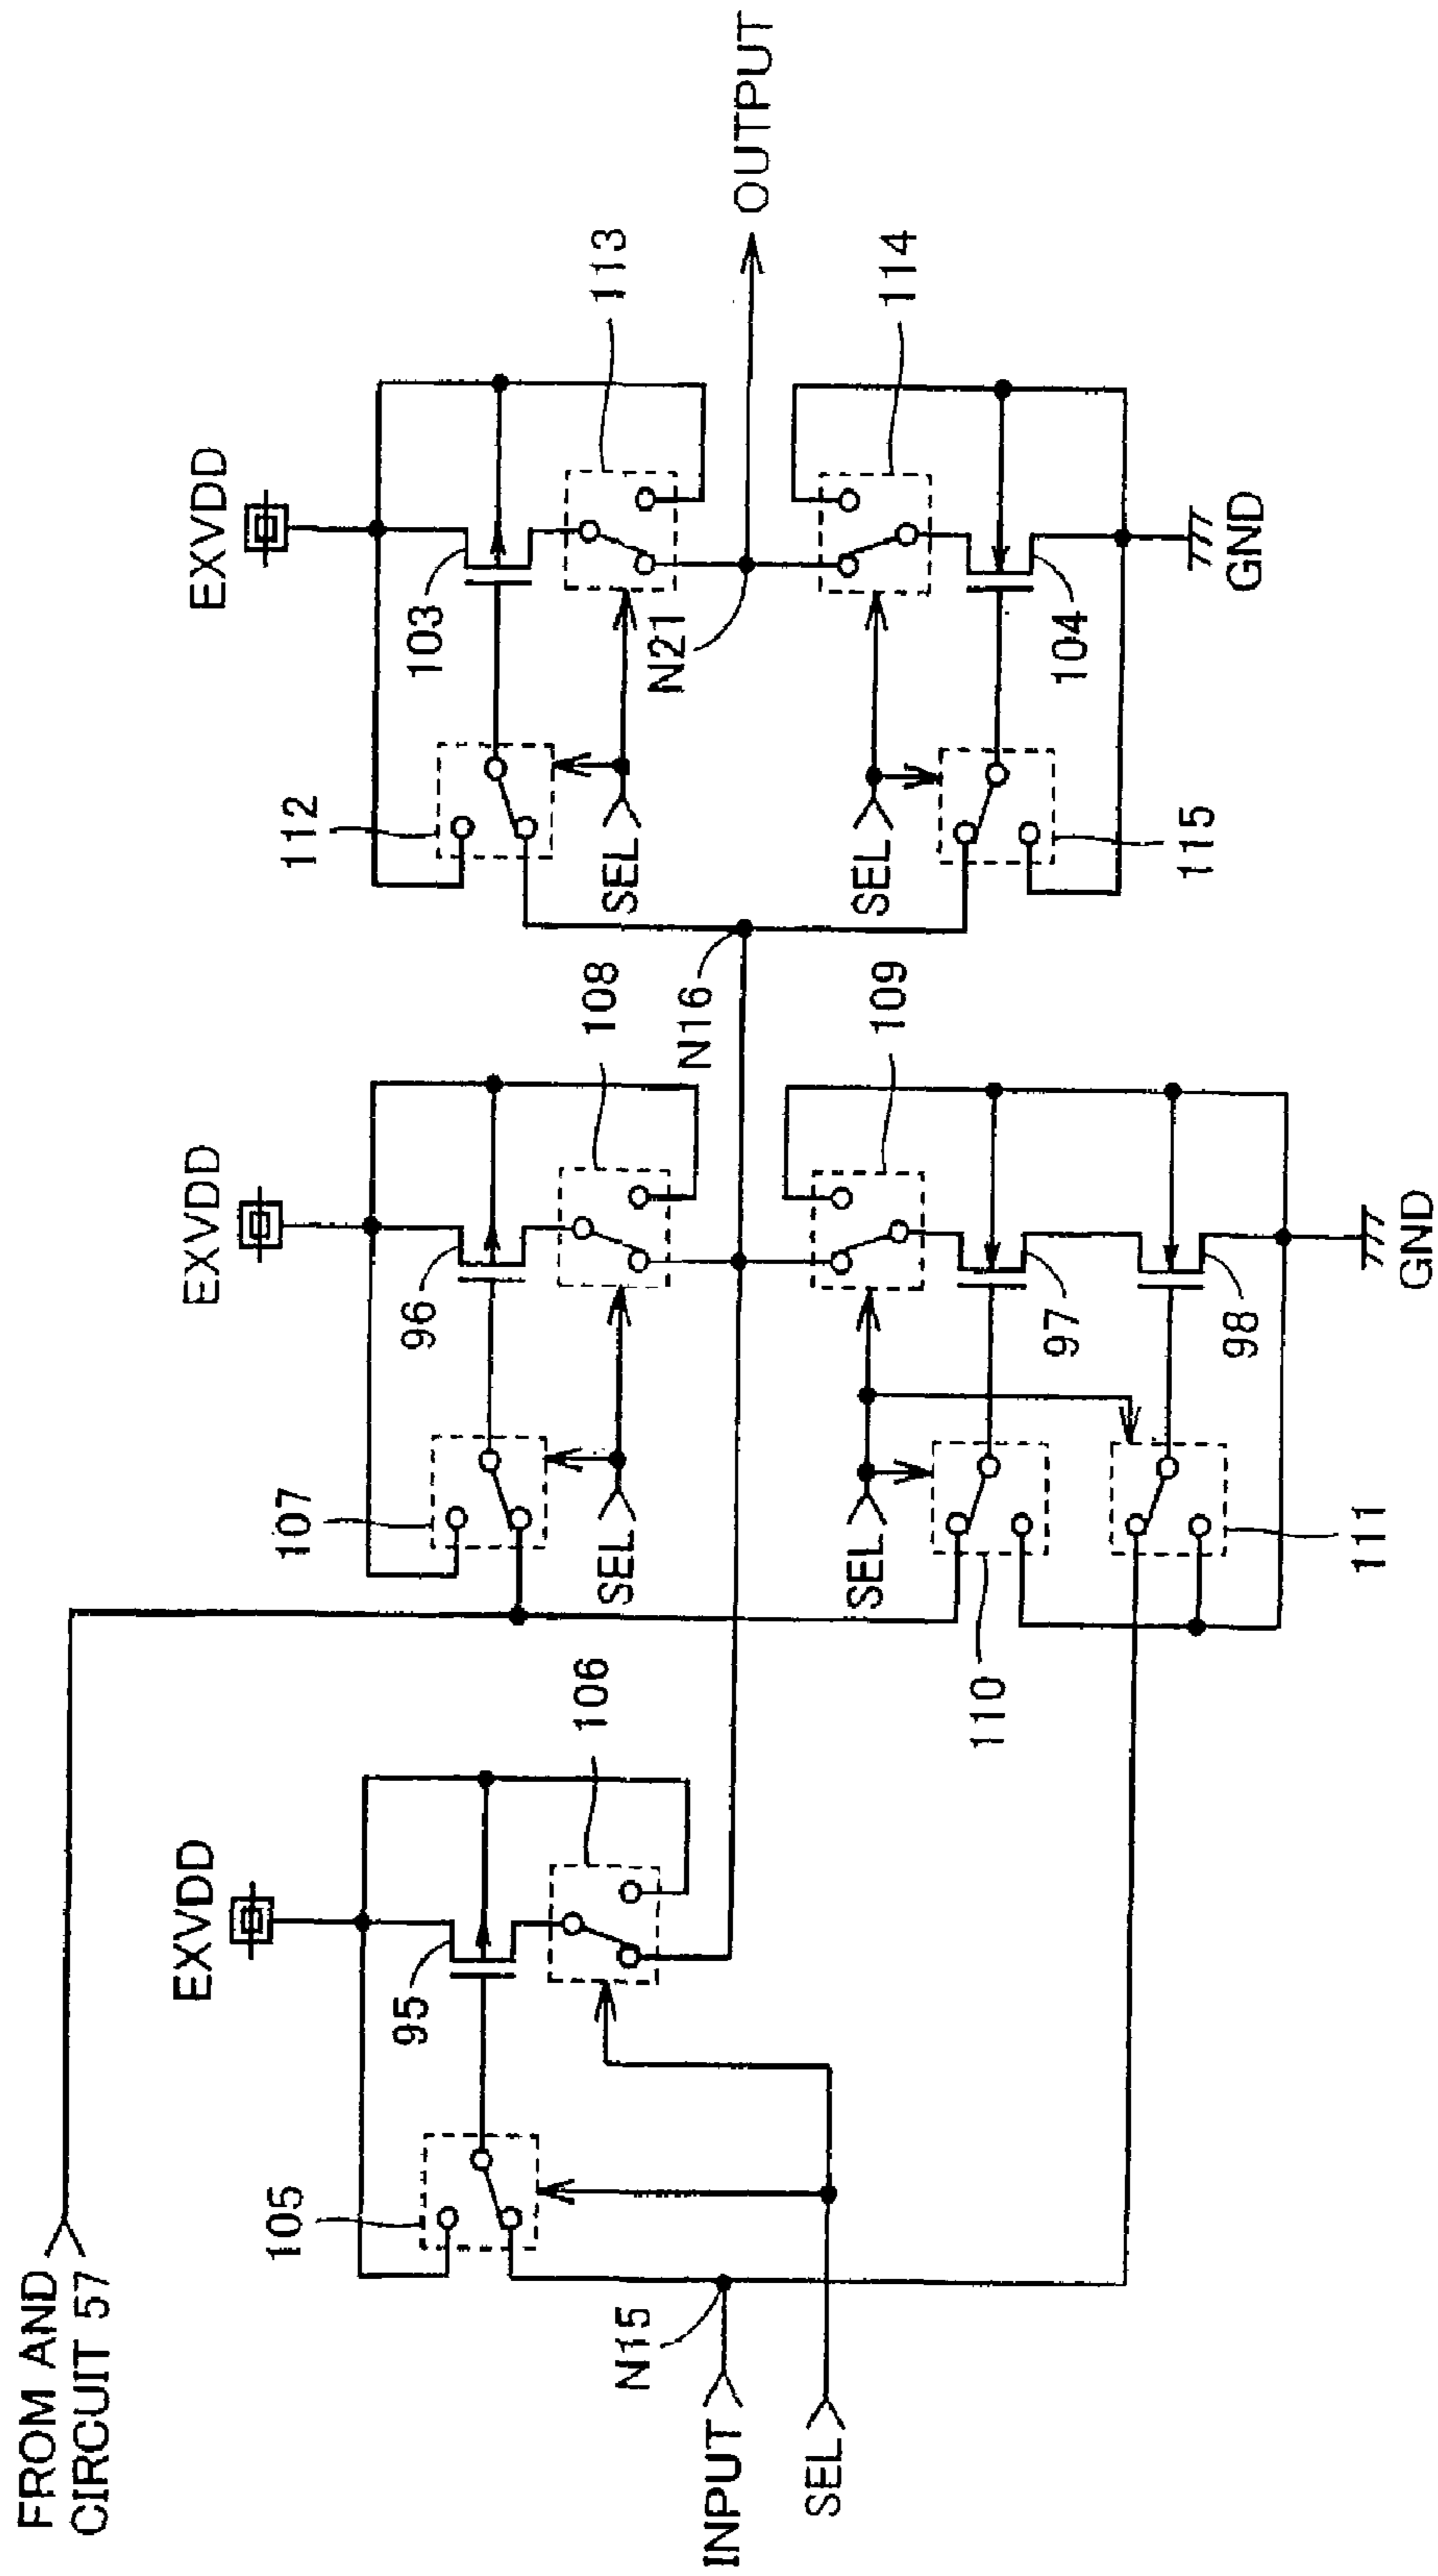 FROM AND
CIRCUIT 57
EXVDD
EXVDD
EXVDD
105
95
106
107
96
108
112
103
113
INPUT
N15
SEL
SEL
SEL
N16
SEL
SEL
N21
OUTPUT
110
97
109
111
98
GND
115
104
114
GND